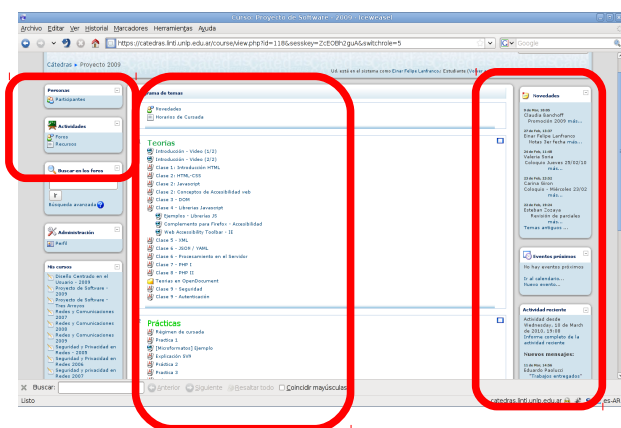 Curso: Proyecto de Software - 2009 - Iceweasel
Archivo Editar Ver Historial Marcadores Herramientas Ayuda
https://catedras.linti.unlp.edu.ar/course/view.php?id=118&sesskey=ZcEOBh2guA&switchrole=5
Google
Cátedras ► Proyecto 2009
Ud. está en el sistema como Einar Felipe Lanfranco: Estudiante
Personas
Participantes
Actividades
Foros
Recursos
Buscar en los foros
Ir
Búsqueda avanzada
Administración
Perfil
Mis cursos
Diseño Centrado en el
Usuario - 2009
Proyecto de Software -
2009
Proyecto de Software -
Tres Arroyos
Redes y Comunicaciones
2007
Redes y Comunicaciones
2008
Redes y Comunicaciones
2009
Seguridad y Privacidad en
Redes - 2005
Seguridad y Privacidad en
Redes 2006
Seguridad y Privacidad en
Redes 2007
de temas
Novedades
Horarios de Cursada
Teorías
Introducción - Video (1/2)
Introducción - Video (2/2)
Clase 1: Introducción HTML
Clase 2: HTML-CSS
Clase 2: Javascript
Clase 2: Conceptos de Accesibilidad web
Clase 3 - DOM
Clase 4 - Librerías Javascript
Ejemplos - Librerías JS
Complemento para Firefox - Accesibilidad
Web Accessibility Toolbar - IE
Clase 5 - XML
Clase 6 - JSON / YAML
Clase 6 - Procesamiento en el Servidor
Clase 7 - PHP I
Clase 8 - PHP II
Teorías en OpenDocument
Clase 9 - Seguridad
Clase 9 - Autenticación
Prácticas
Régimen de cursada
Practica 1
[Microformatos] Ejemplo
Explicación SVN
Práctica 2
Practica 3
Novedades
Claudia Banchoff
Promoción 2009 más...
Einar Felipe Lanfranco
Notas 3er fecha más...
Valeria Soria
Coloquio Jueves 25/02/10
más...
Carina Giron
Coloquio - Miércoles 23/02
más...
Esteban Zozaya
Revisión de parciales
más...
Temas antiguos ...
Eventos próximos
No hay eventos próximos
Ir al calendario...
Nuevo evento...
Actividad reciente
Actividad desde
Wednesday, 10 de March
de 2010, 19:08
Informe completo de la
actividad reciente
Nuevos mensajes:
Eduardo Paolucci
"Trabajos entregados"
Buscar:
Anterior Siguiente Resaltar todo Coincidir mayúsculas
Listo
catedras.linti.unlp.edu.ar
es-AR